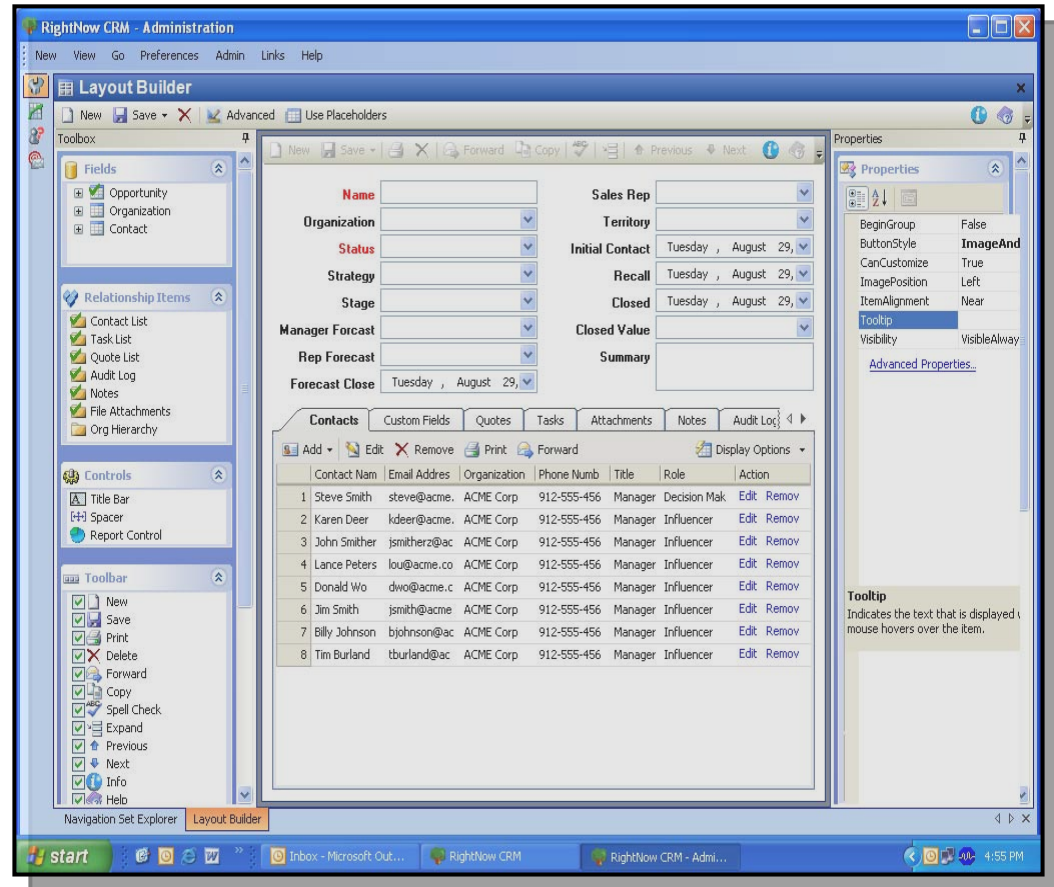 RightNow CRM - Administration
New View Go Preferences Admin Links Help
Layout Builder
New Save Advanced Use Placeholders
Toolbox
Fields
Opportunity
Organization
Contact
Relationship Items
Contact List
Task List
Quote List
Audit Log
Notes
File Attachments
Org Hierarchy
Controls
Title Bar
Spacer
Report Control
Toolbar
New
Save
Print
Delete
Forward
Copy
Spell Check
Expand
Previous
Next
Info
Help
New Save Forward Copy Previous Next
Name
Organization
Status
Strategy
Stage
Manager Forcast
Rep Forecast
Forecast Close Tuesday , August 29,
Sales Rep
Territory
Initial Contact Tuesday , August 29,
Recall Tuesday , August 29,
Closed Tuesday , August 29,
Closed Value
Summary
Contacts Custom Fields Quotes Tasks Attachments Notes Audit Log
Add Edit Remove Print Forward Display Options
Contact Nam Email Addres Organization Phone Numb Title Role Action
1 Steve Smith steve@acme. ACME Corp 912-555-456 Manager Decision Mak Edit Remov
2 Karen Deer kdeer@acme. ACME Corp 912-555-456 Manager Influencer Edit Remov
3 John Smither jsmitherz@ac ACME Corp 912-555-456 Manager Influencer Edit Remov
4 Lance Peters lou@acme.co ACME Corp 912-555-456 Manager Influencer Edit Remov
5 Donald Wo dwo@acme.c ACME Corp 912-555-456 Manager Influencer Edit Remov
6 Jim Smith jsmith@acme ACME Corp 912-555-456 Manager Influencer Edit Remov
7 Billy Johnson bjohnson@ac ACME Corp 912-555-456 Manager Influencer Edit Remov
8 Tim Burland tburland@ac ACME Corp 912-555-456 Manager Influencer Edit Remov
Properties
Properties
BeginGroup False
ButtonStyle ImageAnd
CanCustomize True
ImagePosition Left
ItemAlignment Near
Tooltip
Visibility VisibleAlway
Advanced Properties...
Tooltip
Indicates the text that is displayed
mouse hovers over the item.
Navigation Set Explorer Layout Builder
start Inbox - Microsoft Out... RightNow CRM RightNow CRM - Admi... 4:55 PM